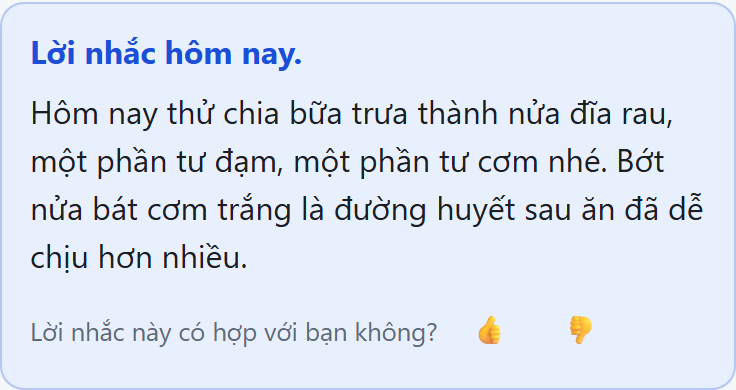 Lời nhắc hôm nay.
Hôm nay thử chia bữa trưa thành nửa đĩa rau,
một phần tư đạm, một phần tư cơm nhé. Bớt
nửa bát cơm trắng là đường huyết sau ăn đã dễ
chịu hơn nhiều.
Lời nhắc này có hợp với bạn không? 👍 👎